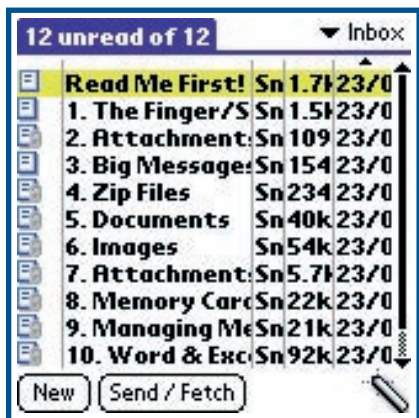 12 unread of 12 Inbox
Read Me First! Sn 1.7k 23/0
1. The Finger/S Sn 1.5k 23/0
2. Attachment: Sn 109 23/0
3. Big Messages Sn 154 23/0
4. Zip Files Sn 234 23/0
5. Documents Sn 40k 23/0
6. Images Sn 54k 23/0
7. Attachment: Sn 5.7k 23/0
8. Memory Card Sn 22k 23/0
9. Managing Me Sn 21k 23/0
10. Word & Exc Sn 92k 23/0
New Send / Fetch